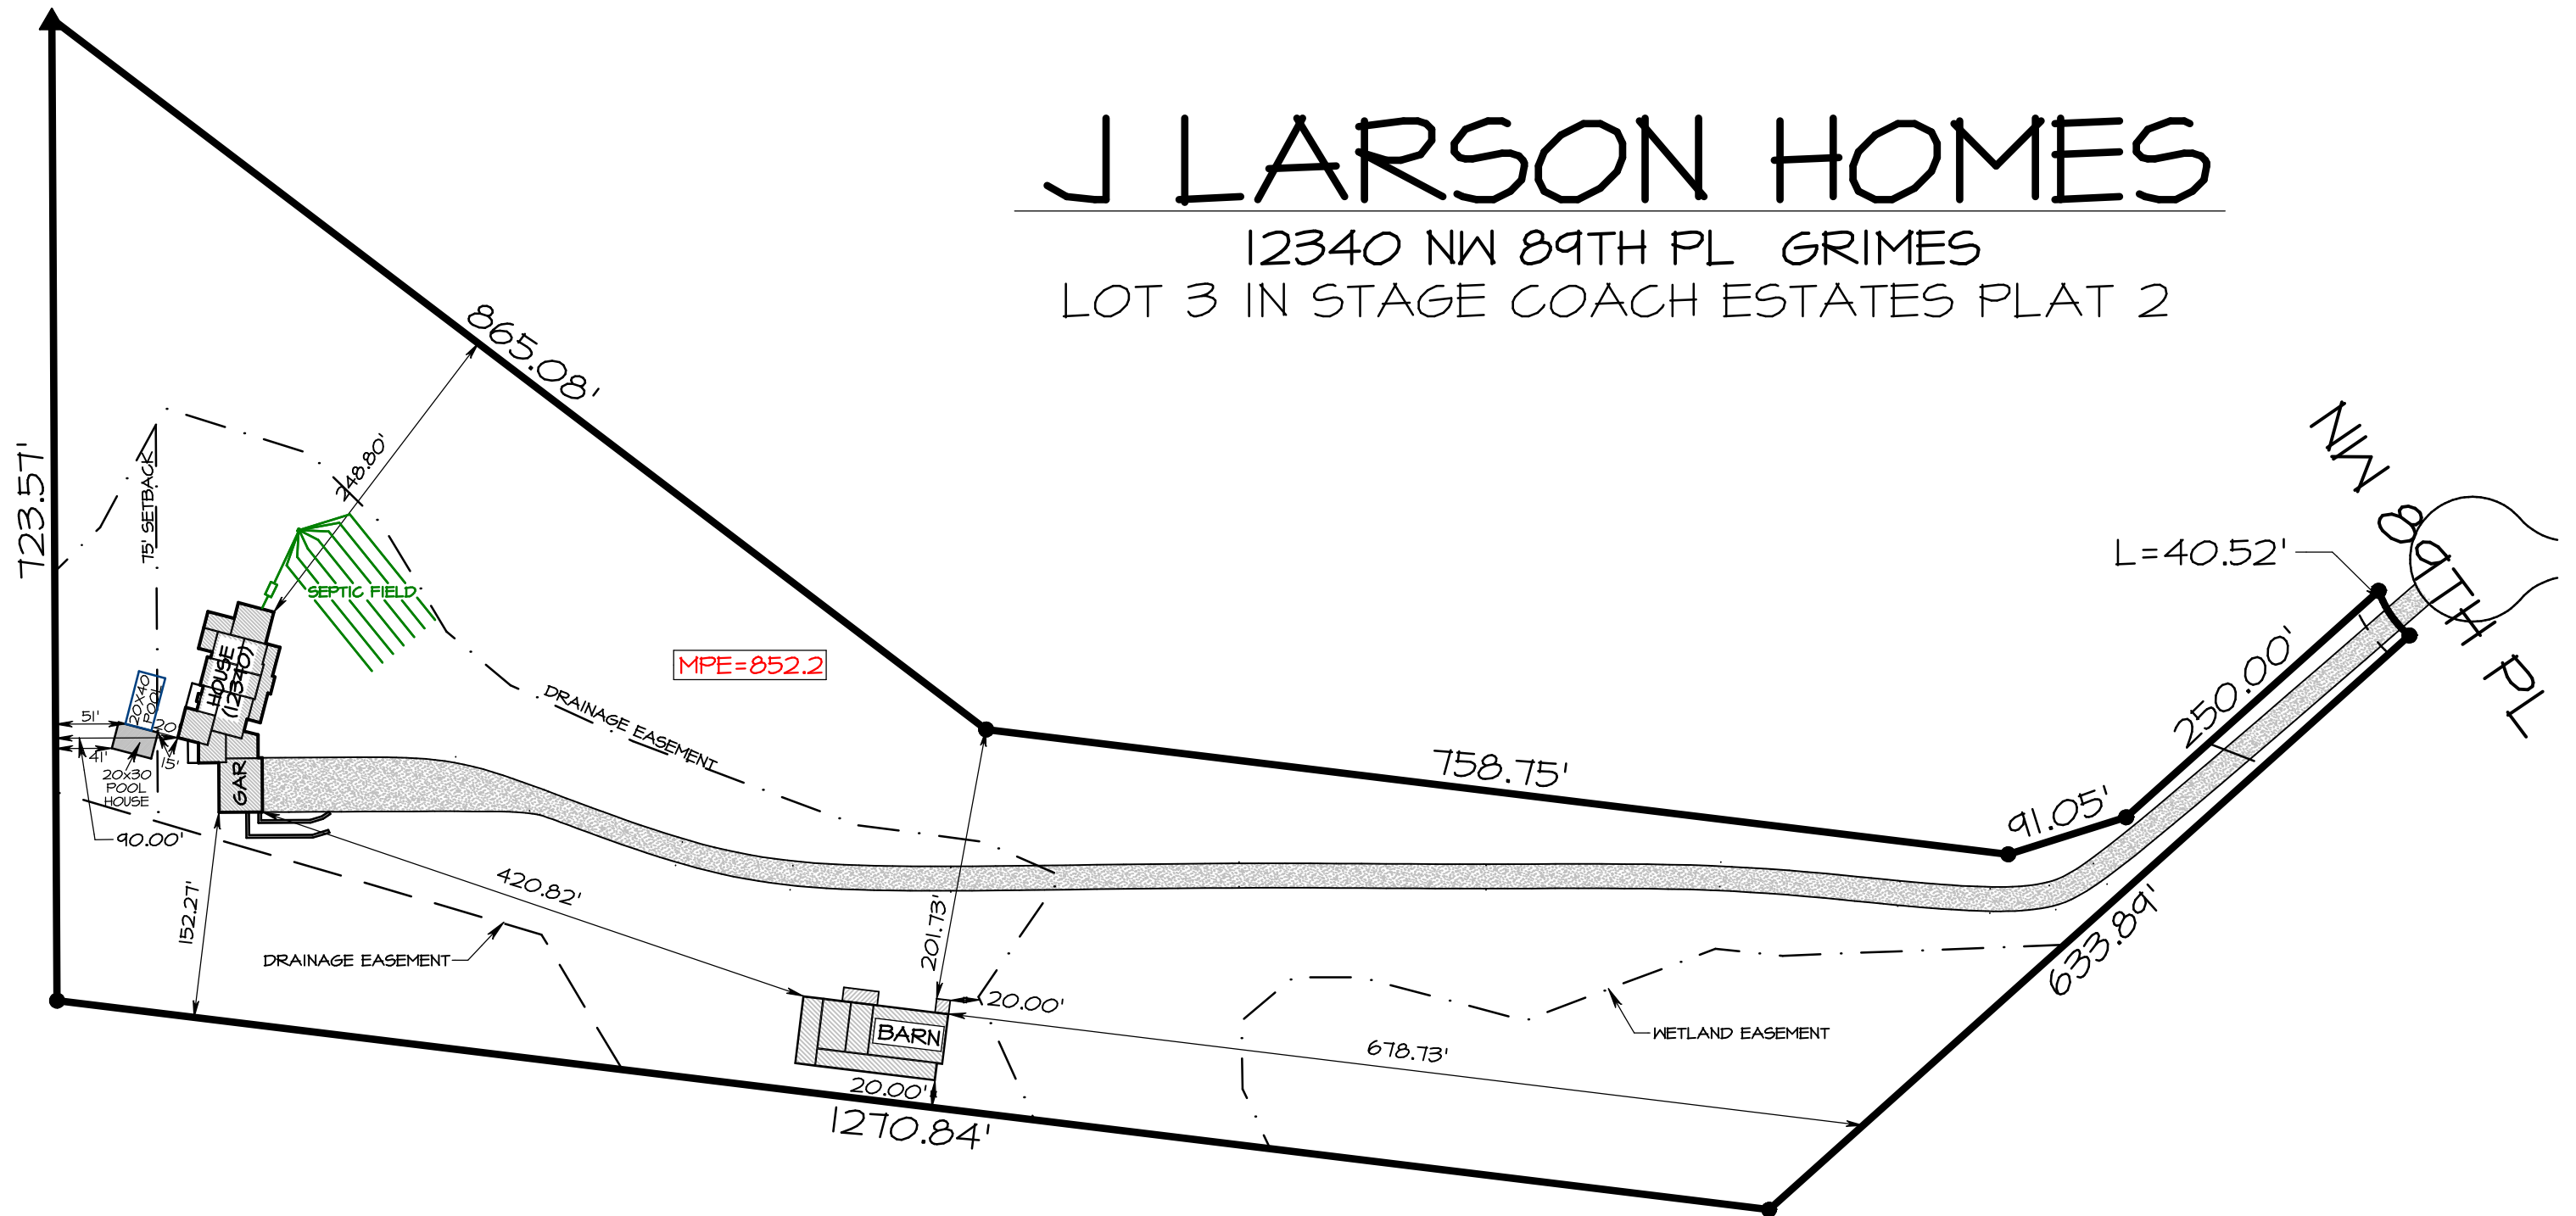 J LARSON HOMES
12340 NW 89TH PL GRIMES
LOT 3 IN STAGE COACH ESTATES PLAT 2
865.08'
723.57'
248.80'
75' SETBACK
NW 89TH PL
L=40.52'
SEPTIC FIELD
HOUSE
(12340)
MPE=852.2
20X40
POOL
250.00'
DRAINAGE EASEMENT
51'
20'
41'
15'
758.75'
20x30
POOL
HOUSE
GAR
91.05'
90.00'
420.82'
152.27'
201.73'
633.89'
DRAINAGE EASEMENT
20.00'
BARN
WETLAND EASEMENT
678.73'
20.00'
1270.84'